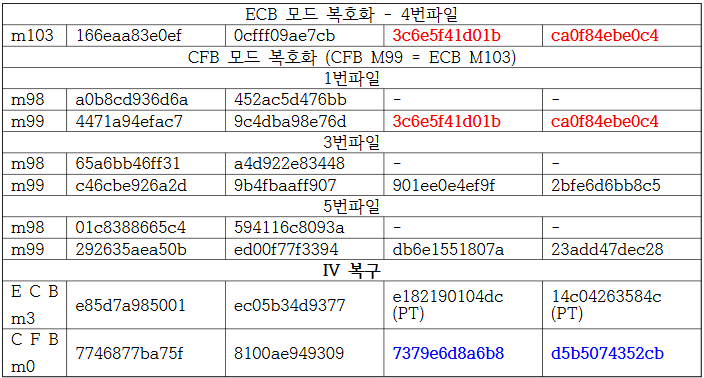 ECB 모드 복호화 - 4번파일
m103 166eaa83e0ef 0cfff09ae7cb 3c6e5f41d01b ca0f84ebe0c4
CFB 모드 복호화 (CFB M99 = ECB M103)
1번파일
m98 a0b8cd936d6a 452ac5d476bb - -
m99 4471a94efac7 9c4dba98e76d 3c6e5f41d01b ca0f84ebe0c4
3번파일
m98 65a6bb46ff31 a4d922e83448 - -
m99 c46cbe926a2d 9b4fbaaff907 901ee0e4ef9f 2bfe6d6bb8c5
5번파일
m98 01c8388665c4 594116c8093a - -
m99 292635aea50b ed00f77f3394 db6e1551807a 23add47dec28
IV 복구
E C B
m3 e85d7a985001 ec05b34d9377 e182190104dc
(PT) 14c04263584c
(PT)
C F B
m0 7746877ba75f 8100ae949309 7379e6d8a6b8 d5b5074352cb